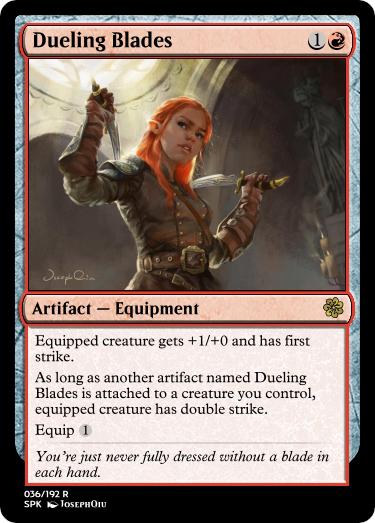 Dueling Blades 1
Joseph Qiu
Artifact — Equipment
Equipped creature gets +1/+0 and has first
strike.
As long as another artifact named Dueling
Blades is attached to a creature you control,
equipped creature has double strike.
Equip 1
You're just never fully dressed without a blade in
each hand.
036/192 R
SPK JosephQiu